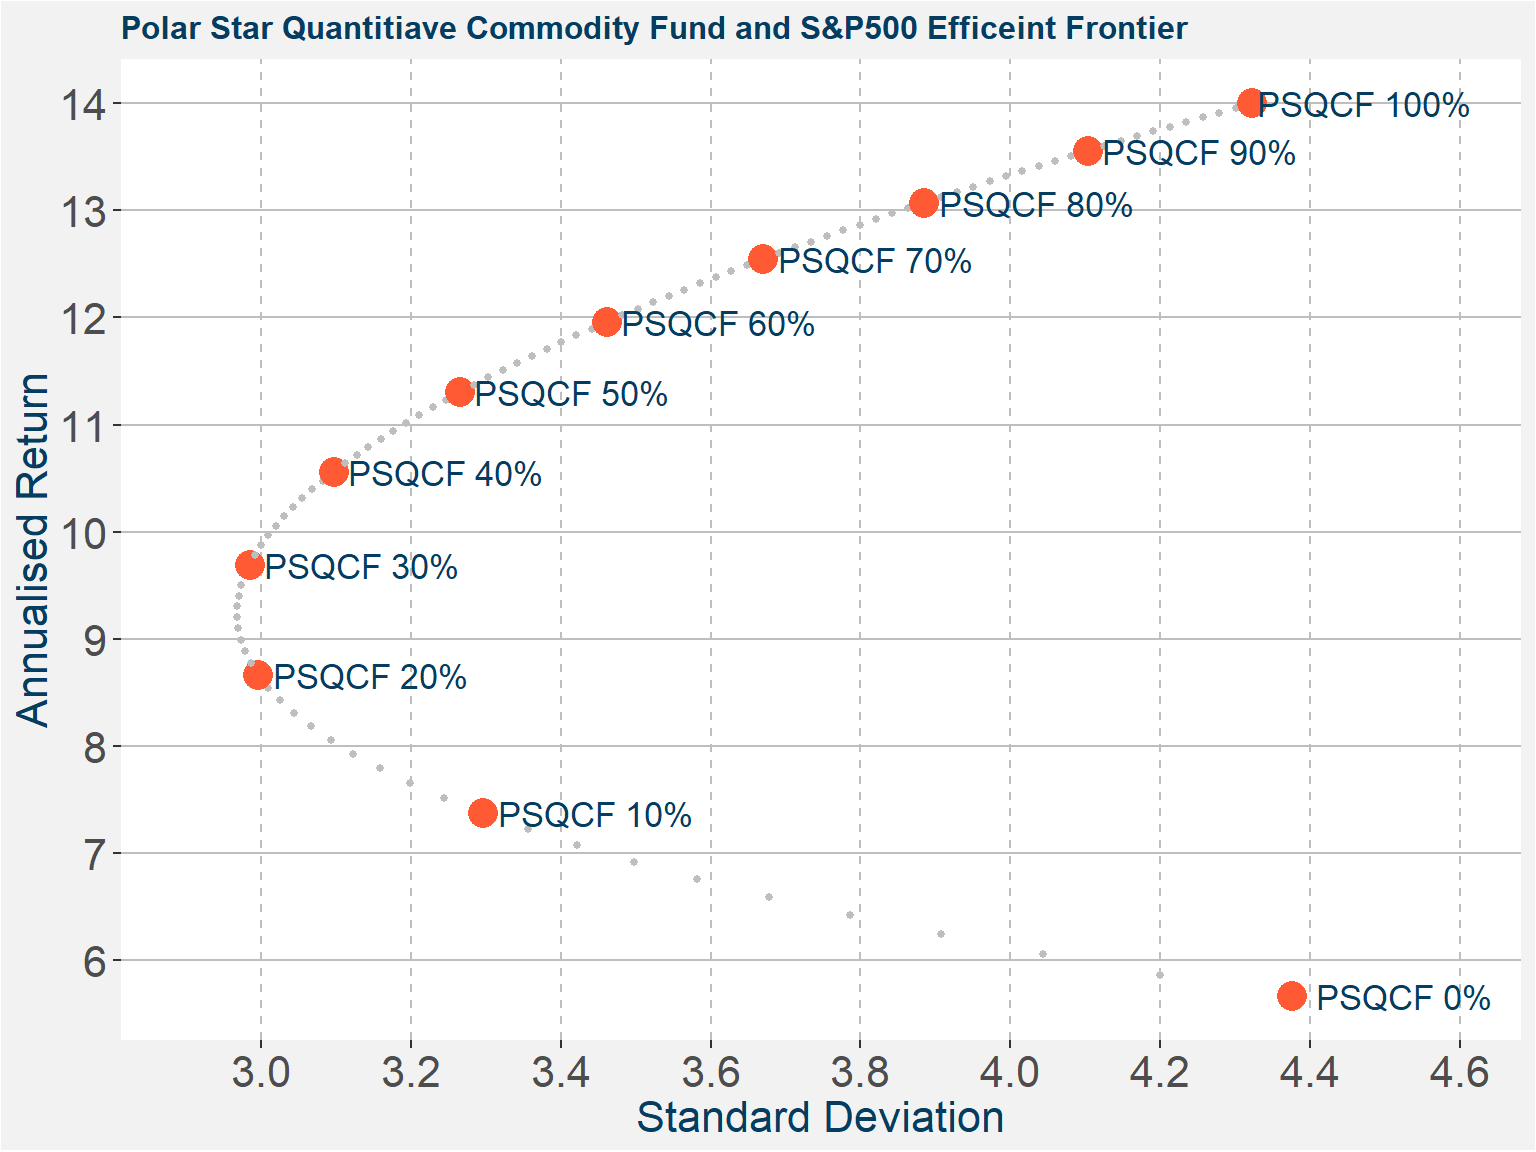 Polar Star Quantitiave Commodity Fund and S&P500 Efficeint Frontier
Annualised Return
14
PSQCF 100%
PSQCF 90%
13
PSQCF 80%
PSQCF 70%
12
PSQCF 60%
11
PSQCF 50%
PSQCF 40%
10
PSQCF 30%
9
PSQCF 20%
8
PSQCF 10%
7
6
PSQCF 0%
3.0 3.2 3.4 3.6 3.8 4.0 4.2 4.4 4.6
Standard Deviation